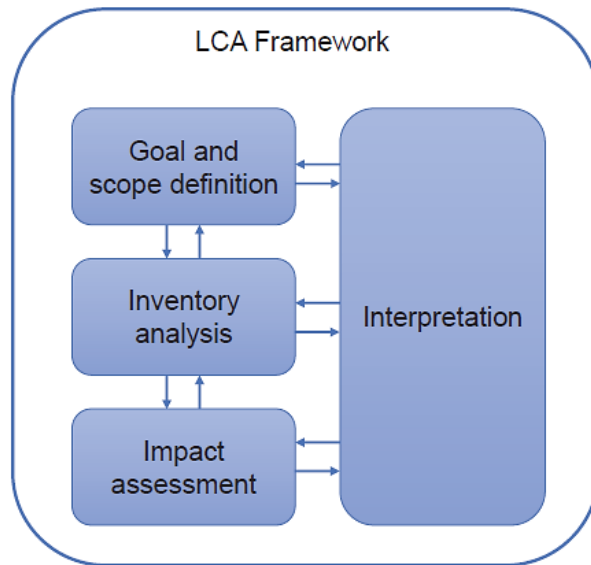 LCA Framework
Goal and
scope definition
Inventory
analysis
Interpretation
Impact
assessment